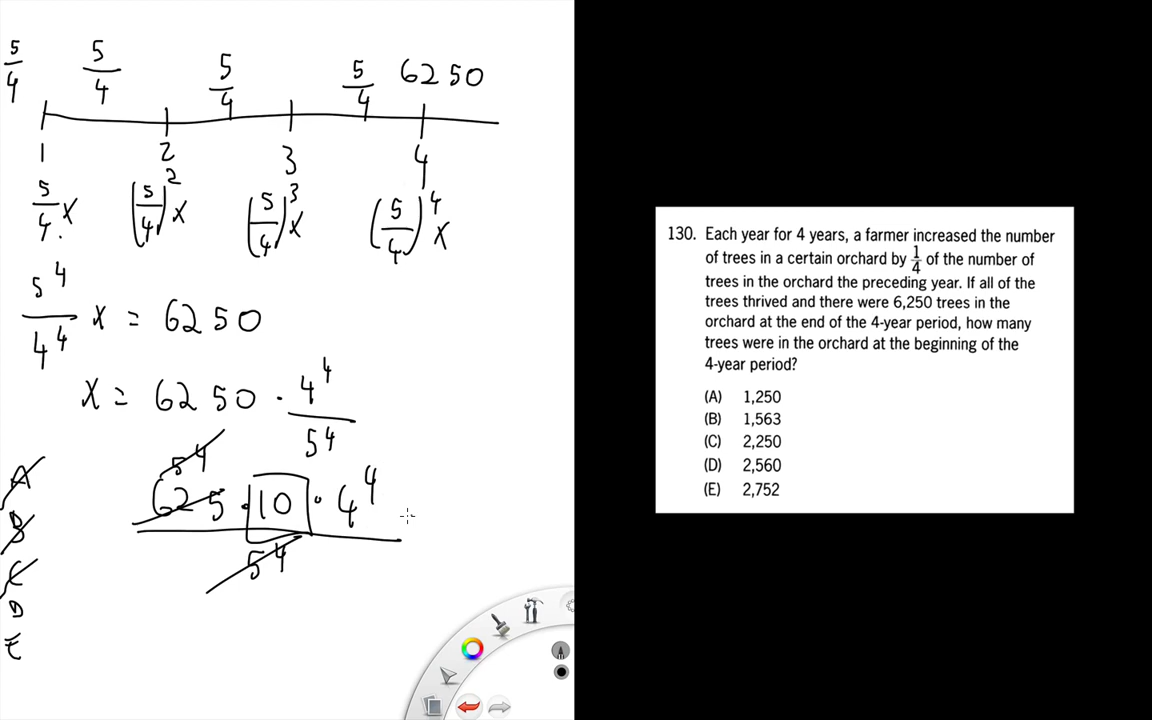 5/4 5/4 5/4 5/4 6250
1 2 3 4
5/4 x (5/4)^2 x (5/4)^3 x (5/4)^4 x
5^4/4^4 x = 6250
x = 6250 · 4^4/5^4
5^4
625 · 10 · 4^4
5^4
A
B
C
D
E
130. Each year for 4 years, a farmer increased the number
of trees in a certain orchard by 1/4 of the number of
trees in the orchard the preceding year. If all of the
trees thrived and there were 6,250 trees in the
orchard at the end of the 4-year period, how many
trees were in the orchard at the beginning of the
4-year period?
(A) 1,250
(B) 1,563
(C) 2,250
(D) 2,560
(E) 2,752